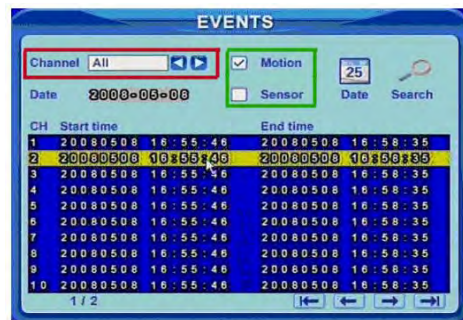 EVENTS
Channel All Motion 25
Date 2008-05-08 Sensor Date Search
CH Start time End time
1 20080508 16:55:46 20080508 16:58:35
2 20080508 16:55:46 20080508 16:58:35
3 20080508 16:55:46 20080508 16:58:35
4 20080508 16:55:46 20080508 16:58:35
5 20080508 16:55:46 20080508 16:58:35
6 20080508 16:55:46 20080508 16:58:35
7 20080508 16:55:46 20080508 16:58:35
8 20080508 16:55:46 20080508 16:58:35
9 20080508 16:55:46 20080508 16:58:35
10 20080508 16:55:46 20080508 16:58:35
1/2